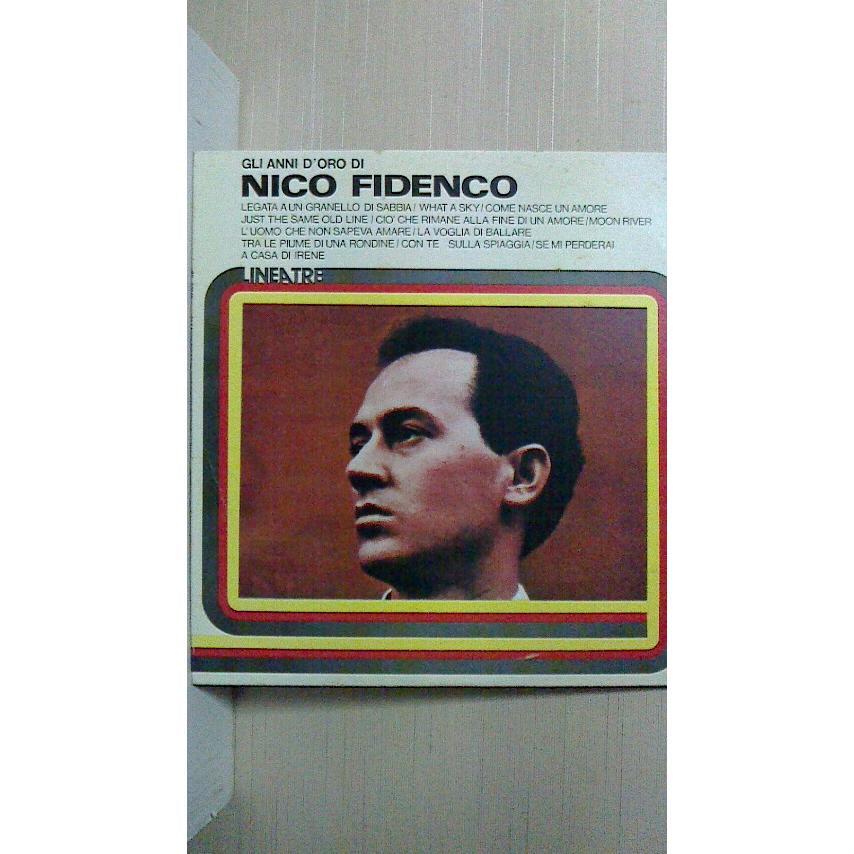 GLI ANNI D'ORO DI
NICO FIDENCO
LEGATA A UN GRANELLO DI SABBIA / WHAT A SKY / COME NASCE UN AMORE
JUST THE SAME OLD LINE / CIO' CHE RIMANE ALLA FINE DI UN AMORE / MOON RIVER
L'UOMO CHE NON SAPEVA AMARE / LA VOGLIA DI BALLARE
TRA LE PIUME DI UNA RONDINE / CON TE SULLA SPIAGGIA / SE MI PERDERAI
A CASA DI IRENE
LINEATRE